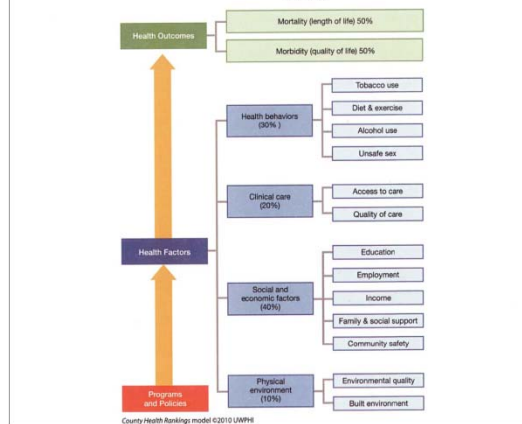 Health Outcomes
Mortality (length of life) 50%
Morbidity (quality of life) 50%
Health behaviors
(30% )
Tobacco use
Diet & exercise
Alcohol use
Unsafe sex
Clinical care
(20%)
Access to care
Quality of care
Health Factors
Social and
economic factors
(40%)
Education
Employment
Income
Family & social support
Community safety
Programs
and Policies
Physical
environment
(10%)
Environmental quality
Built environment
County Health Rankings model ©2010 UWPHI